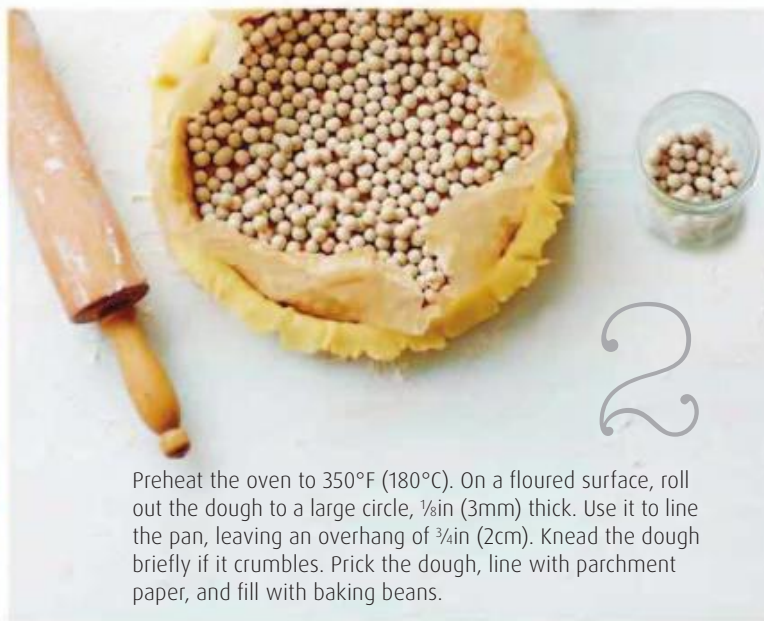 2
Preheat the oven to 350°F (180°C). On a floured surface, roll
out the dough to a large circle, ⅛in (3mm) thick. Use it to line
the pan, leaving an overhang of ¾in (2cm). Knead the dough
briefly if it crumbles. Prick the dough, line with parchment
paper, and fill with baking beans.